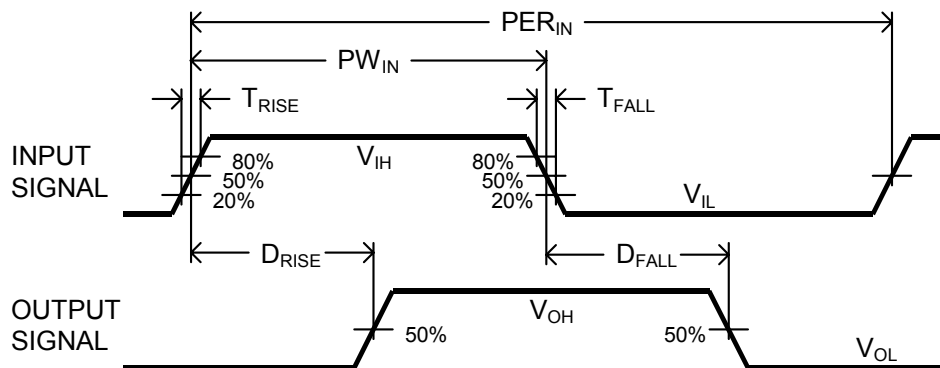 PER_IN
PW_IN
T_RISE
T_FALL
INPUT
SIGNAL
80%
50%
20%
V_IH
80%
50%
20%
V_IL
D_RISE
D_FALL
OUTPUT
SIGNAL
50%
V_OH
50%
V_OL